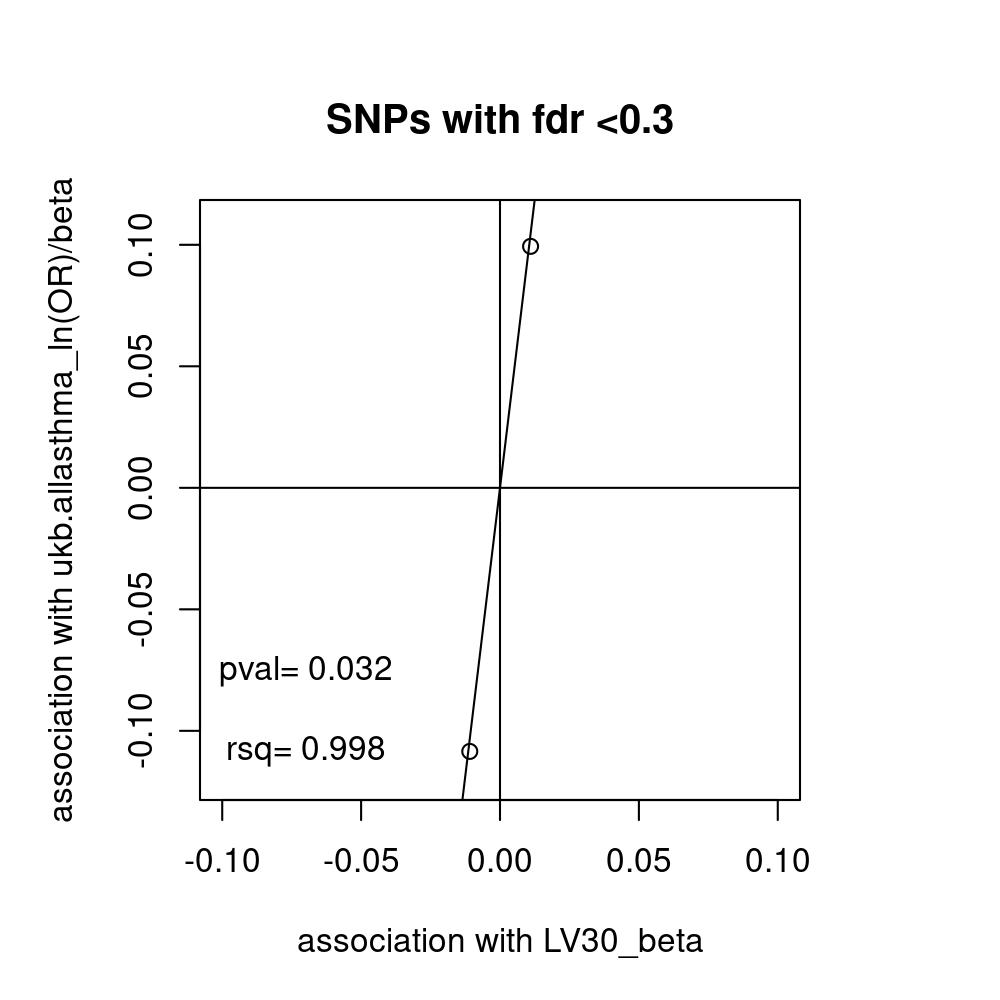 SNPs with fdr <0.3
association with ukb.allasthma_ln(OR)/beta
0.10
0.05
0.00
-0.05
-0.10
pval= 0.032
rsq= 0.998
-0.10 -0.05 0.00 0.05 0.10
association with LV30_beta